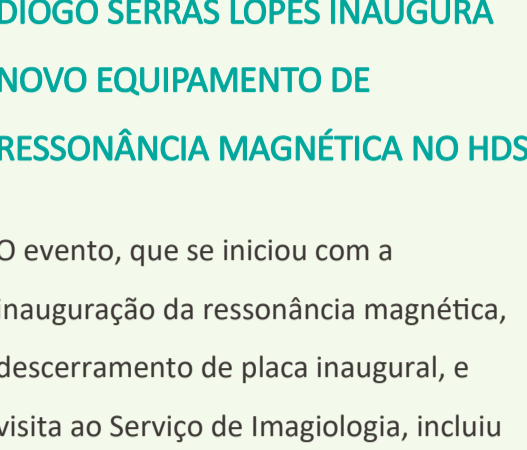 DIOGO SERRAS LOPES INAUGURA
NOVO EQUIPAMENTO DE
RESSONÂNCIA MAGNÉTICA NO HDS
O evento, que se iniciou com a
inauguração da ressonância magnética,
descerramento de placa inaugural, e
visita ao Serviço de Imagiologia, incluiu